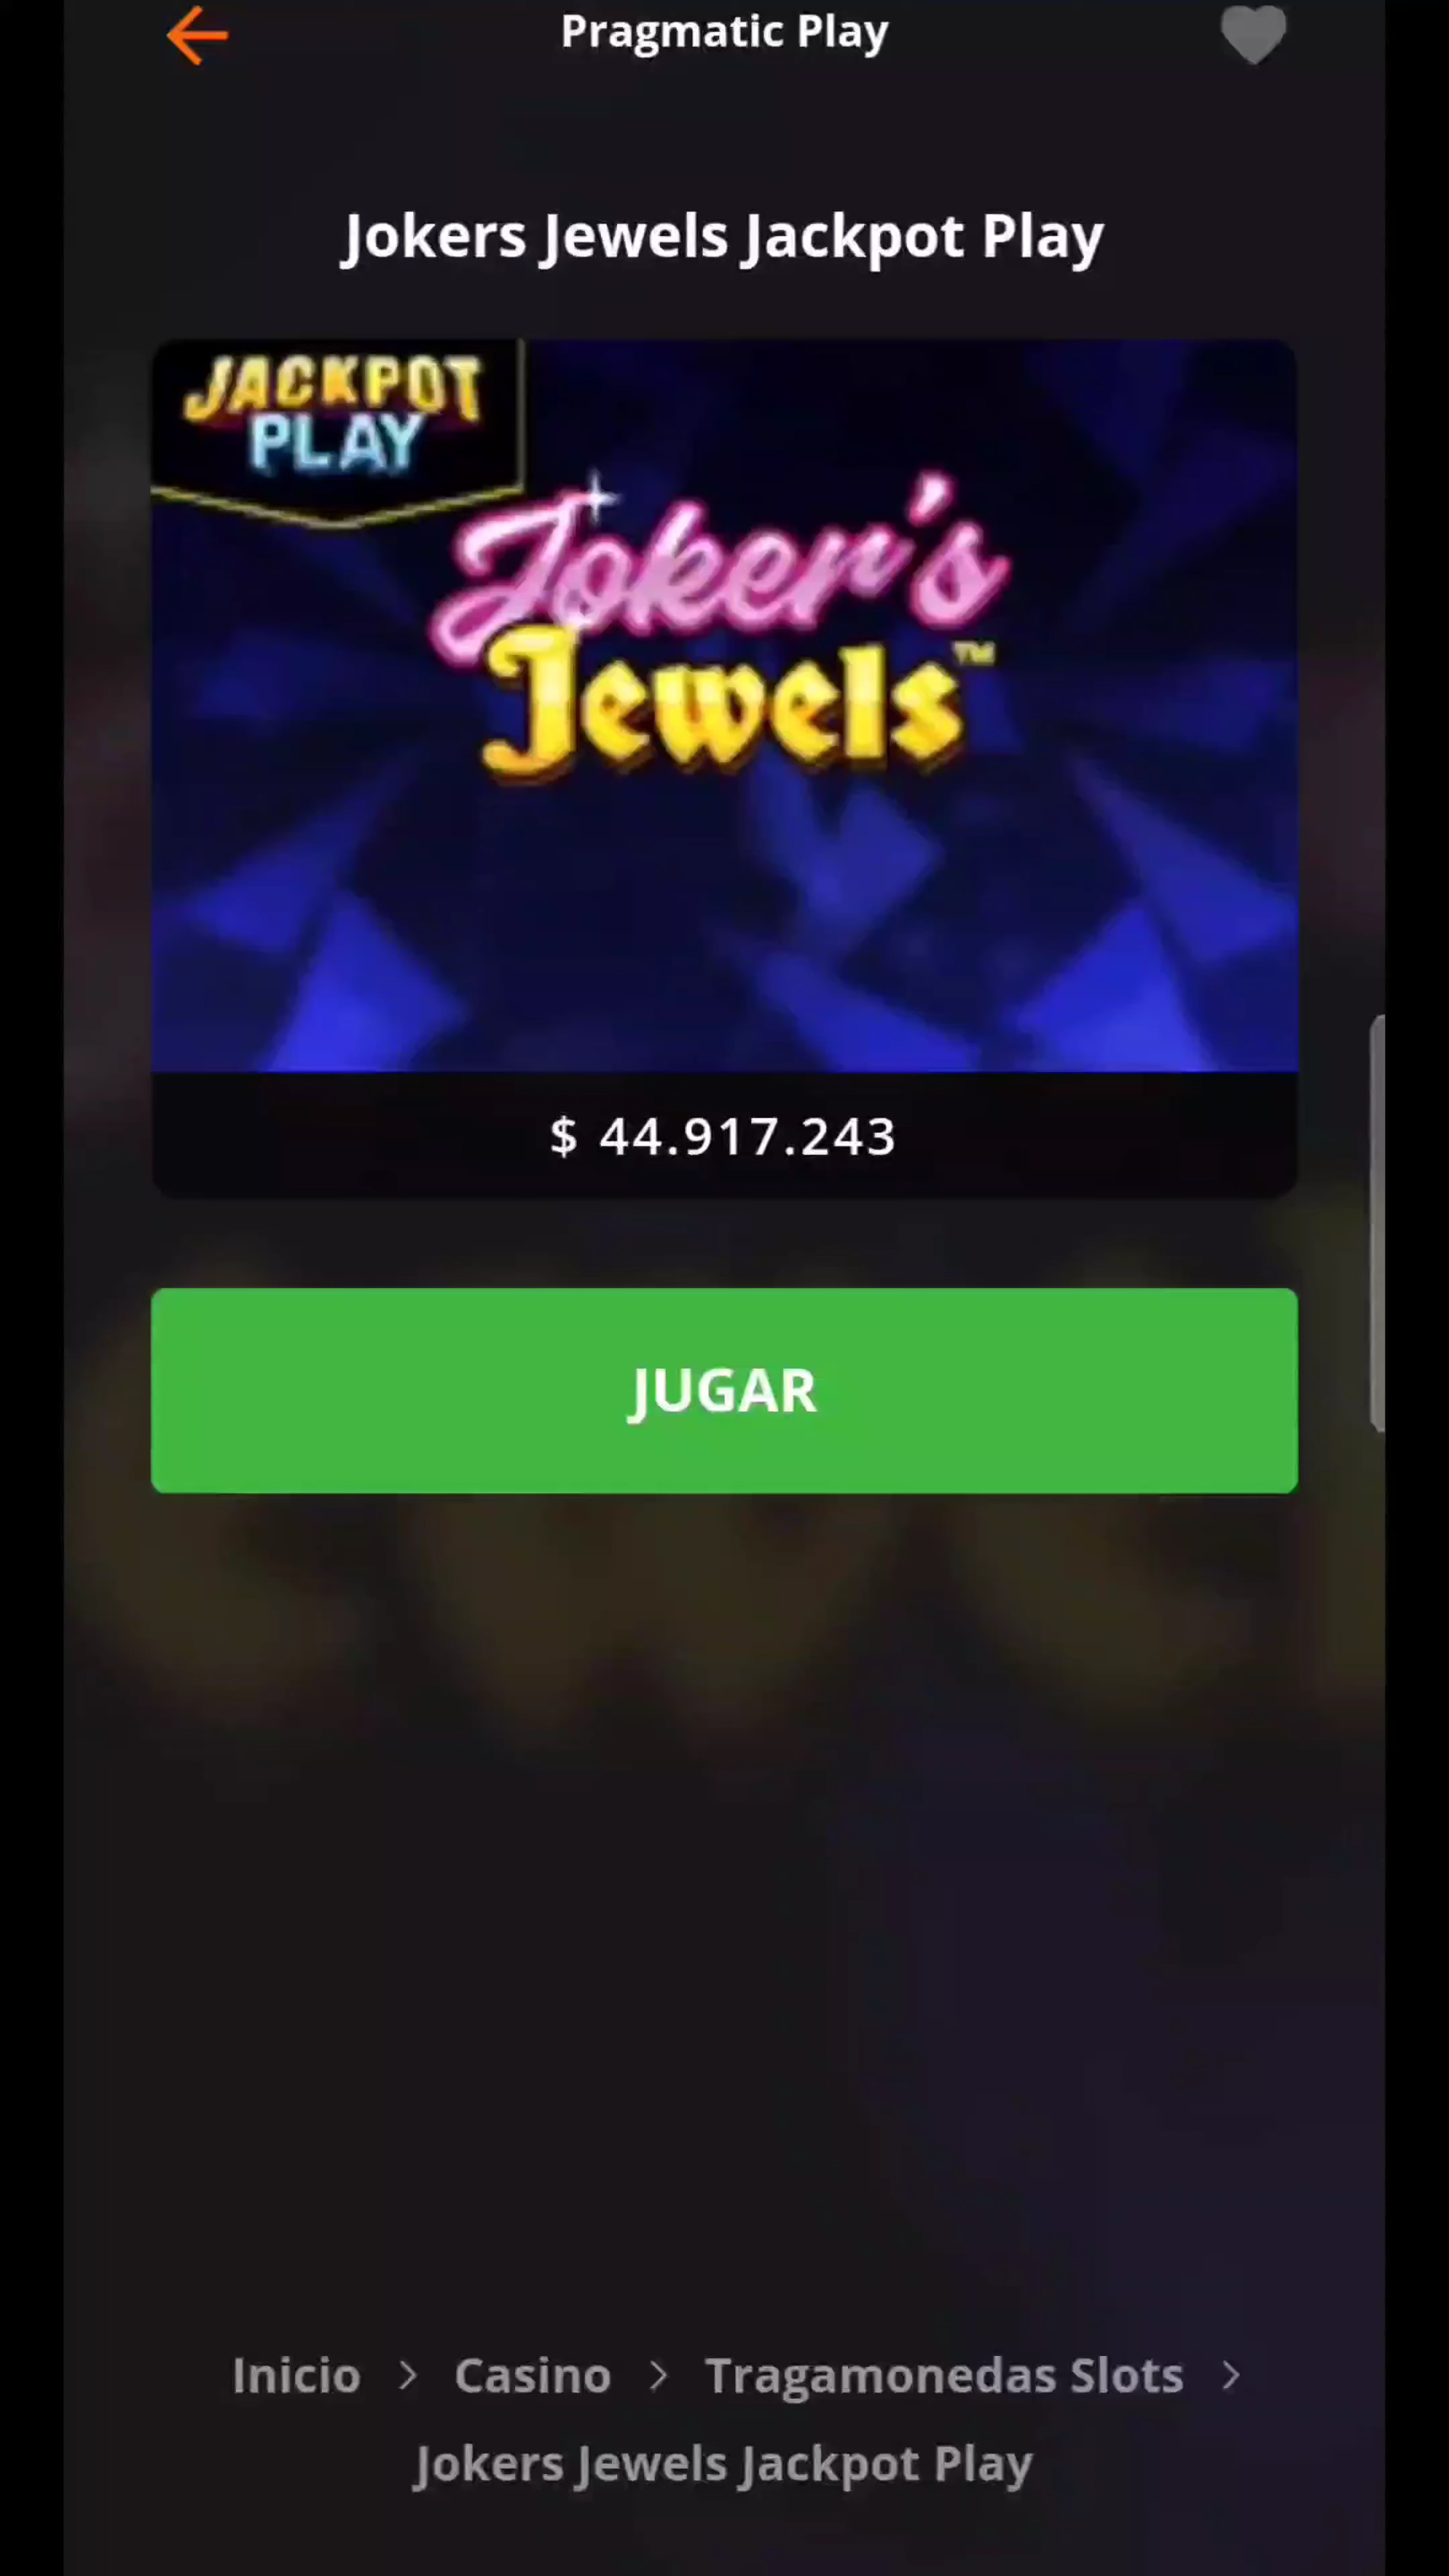 Pragmatic Play
Jokers Jewels Jackpot Play
JACKPOT
PLAY
Joker's
Jewels™
$ 44.917.243
JUGAR
Inicio > Casino > Tragamonedas Slots >
Jokers Jewels Jackpot Play